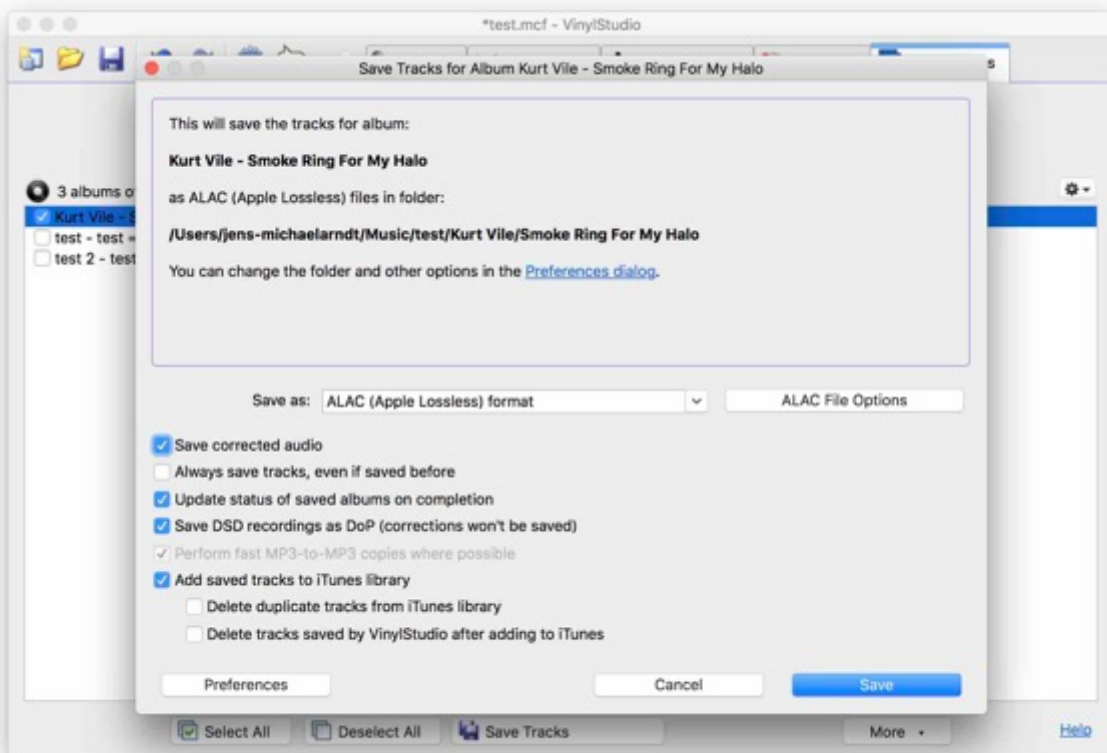 *test.mcf - VinylStudio
Save Tracks for Album Kurt Vile - Smoke Ring For My Halo
s
This will save the tracks for album:
Kurt Vile - Smoke Ring For My Halo
as ALAC (Apple Lossless) files in folder:
/Users/jens-michaelarndt/Music/test/Kurt Vile/Smoke Ring For My Halo
You can change the folder and other options in the Preferences dialog.
3 albums o
Kurt Vile - S
test - test =
test 2 - test
Save as: ALAC (Apple Lossless) format ALAC File Options
Save corrected audio
Always save tracks, even if saved before
Update status of saved albums on completion
Save DSD recordings as DoP (corrections won't be saved)
Perform fast MP3-to-MP3 copies where possible
Add saved tracks to iTunes library
Delete duplicate tracks from iTunes library
Delete tracks saved by VinylStudio after adding to iTunes
Preferences Cancel Save
Select All Deselect All Save Tracks More Help